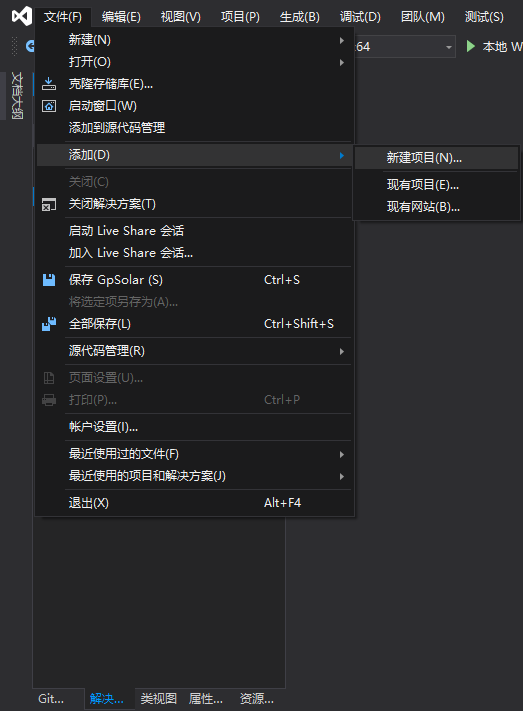 文件(F) 编辑(E) 视图(V) 项目(P) 生成(B) 调试(D) 团队(M) 测试(S)
新建(N)
打开(O)
64 本地 W
克隆存储库(E)...
启动窗口(W)
文档大纲
添加到源代码管理
添加(D)
新建项目(N)...
关闭(C)
现有项目(E)...
关闭解决方案(T)
现有网站(B)...
启动 Live Share 会话
加入 Live Share 会话...
保存 GpSolar (S) Ctrl+S
将选定项另存为(A)...
全部保存(L) Ctrl+Shift+S
源代码管理(R)
页面设置(U)...
打印(P)... Ctrl+P
帐户设置(I)...
最近使用过的文件(F)
最近使用的项目和解决方案(J)
退出(X) Alt+F4
Git... 解决... 类视图 属性... 资源...